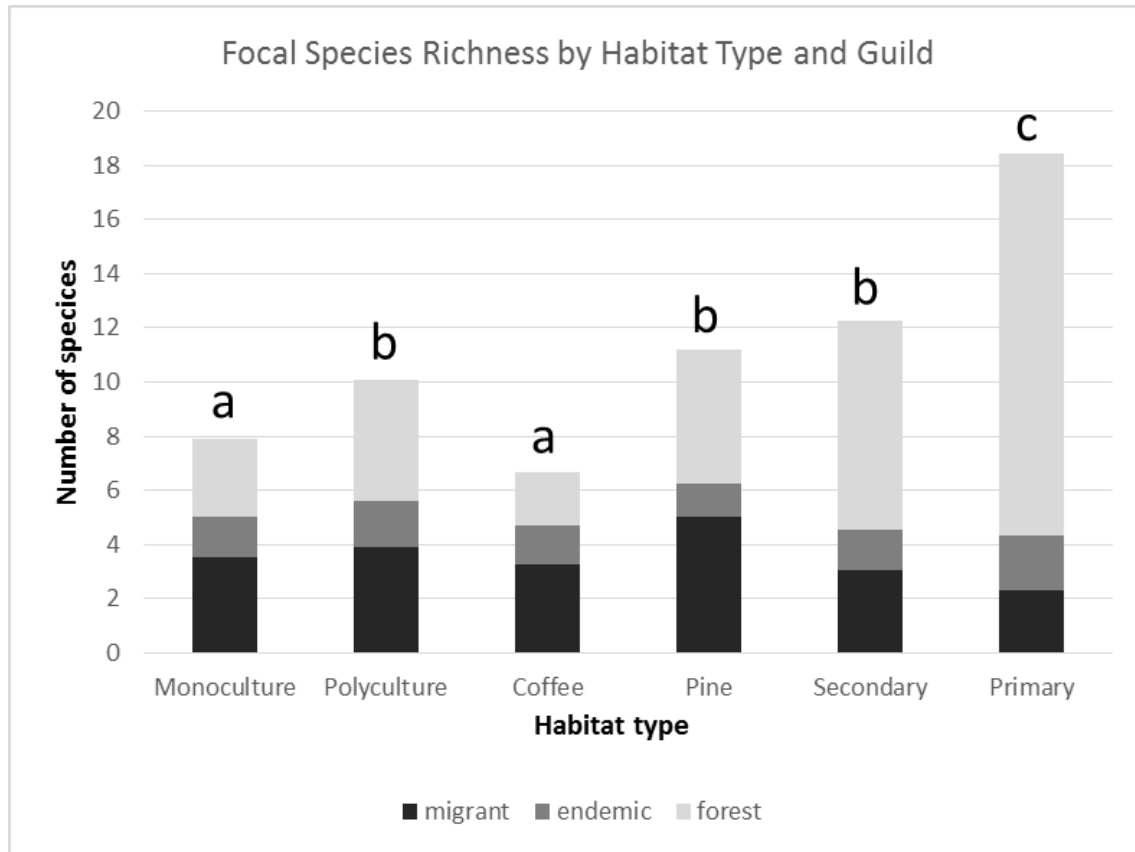 Focal Species Richness by Habitat Type and Guild
20
18
16
14
12
10
8
6
4
2
0
Number of specices
a
b
a
b
b
c
Monoculture Polyculture Coffee Pine Secondary Primary
Habitat type
migrant endemic forest